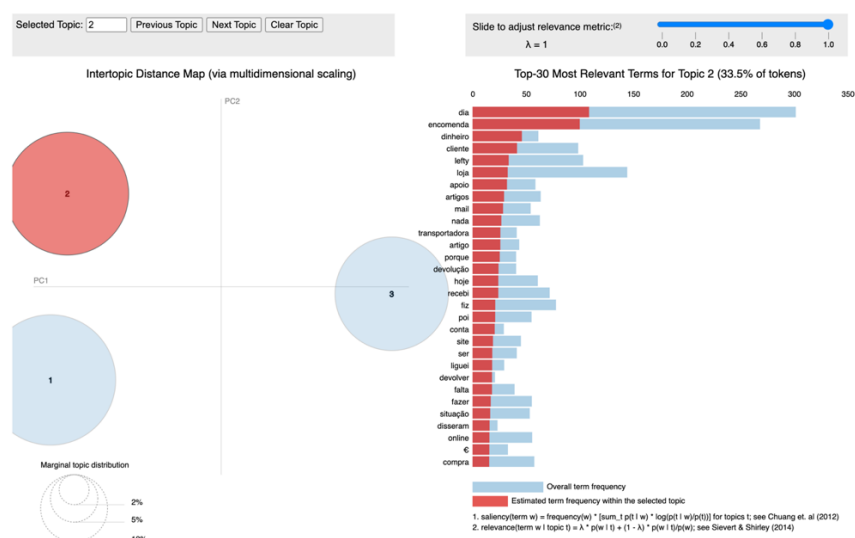 Selected Topic: 2 Previous Topic Next Topic Clear Topic
Slide to adjust relevance metric:(2)
λ = 1
0.0 0.2 0.4 0.6 0.8 1.0
Intertopic Distance Map (via multidimensional scaling)
PC2
PC1
2
3
1
Marginal topic distribution
2%
5%
Top-30 Most Relevant Terms for Topic 2 (33.5% of tokens)
0 50 100 150 200 250 300 350
dia
encomenda
dinheiro
cliente
lefty
loja
apoio
artigos
mail
nada
transportadora
artigo
porque
devolução
hoje
recebi
fiz
poi
conta
site
ser
liguei
devolver
falta
fazer
situação
disseram
online
€
compra
Overall term frequency
Estimated term frequency within the selected topic
1. saliency(term w) = frequency(w) * [sum_t p(t | w) * log(p(t | w)/p(t))] for topics t; see Chuang et. al (2012)
2. relevance(term w | topic t) = λ * p(w | t) + (1 - λ) * p(w | t)/p(w); see Sievert & Shirley (2014)